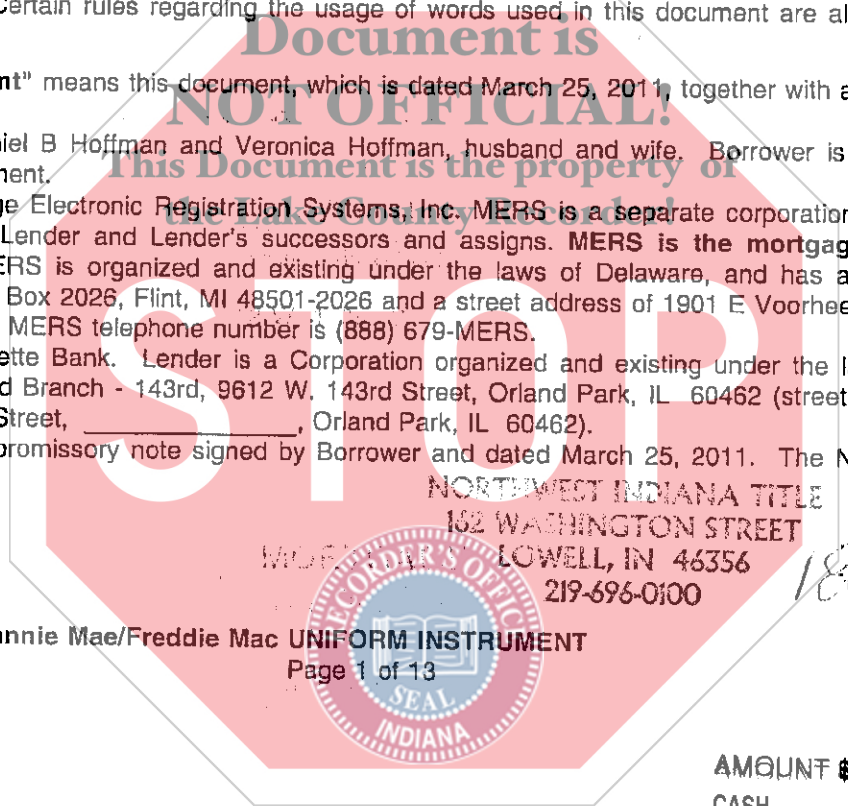 Certain rules regarding the usage of words used in this document are al
Document is
nt" means this document, which is dated March 25, 2011, together with a
NOT OFFICIAL!
iel B Hoffman and Veronica Hoffman, husband and wife. Borrower is
This Document is the property of
ment.
the Lake County Recorder!
ge Electronic Registration Systems, Inc. MERS is a separate corporation
Lender and Lender's successors and assigns. MERS is the mortgag
ERS is organized and existing under the laws of Delaware, and has a
Box 2026, Flint, MI 48501-2026 and a street address of 1901 E Voorhee
MERS telephone number is (888) 679-MERS.
STOP
ette Bank. Lender is a Corporation organized and existing under the l
d Branch - 143rd, 9612 W. 143rd Street, Orland Park, IL 60462 (street
Street, ____________, Orland Park, IL 60462).
promissory note signed by Borrower and dated March 25, 2011. The N
NORTHWEST INDIANA TITLE
162 WASHINGTON STREET
LOWELL, IN 46356
219-696-0100
RECORDER'S OFFICE
annie Mae/Freddie Mac UNIFORM INSTRUMENT
Page 1 of 13
SEAL
INDIANA
AMOUNT $
CASH